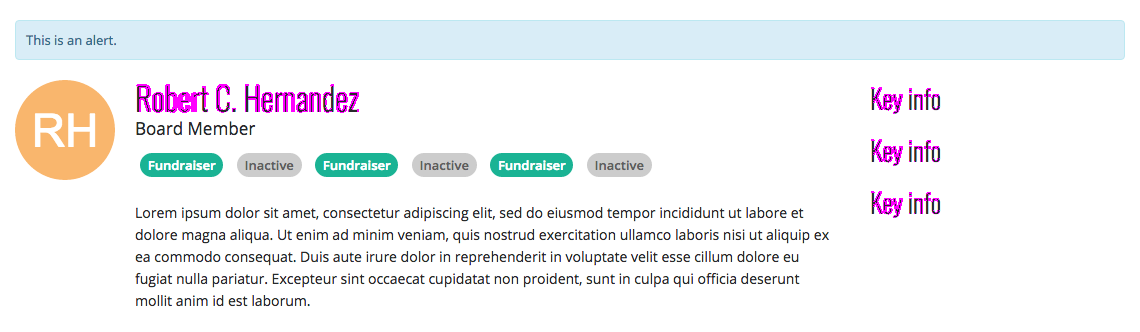 This is an alert.
RH
Robert C. Hernandez
Board Member
Fundraiser Inactive Fundraiser Inactive Fundraiser Inactive
Lorem ipsum dolor sit amet, consectetur adipiscing elit, sed do eiusmod tempor incididunt ut labore et
dolore magna aliqua. Ut enim ad minim veniam, quis nostrud exercitation ullamco laboris nisi ut aliquip ex
ea commodo consequat. Duis aute irure dolor in reprehenderit in voluptate velit esse cillum dolore eu
fugiat nulla pariatur. Excepteur sint occaecat cupidatat non proident, sunt in culpa qui officia deserunt
mollit anim id est laborum.
Key info
Key info
Key info